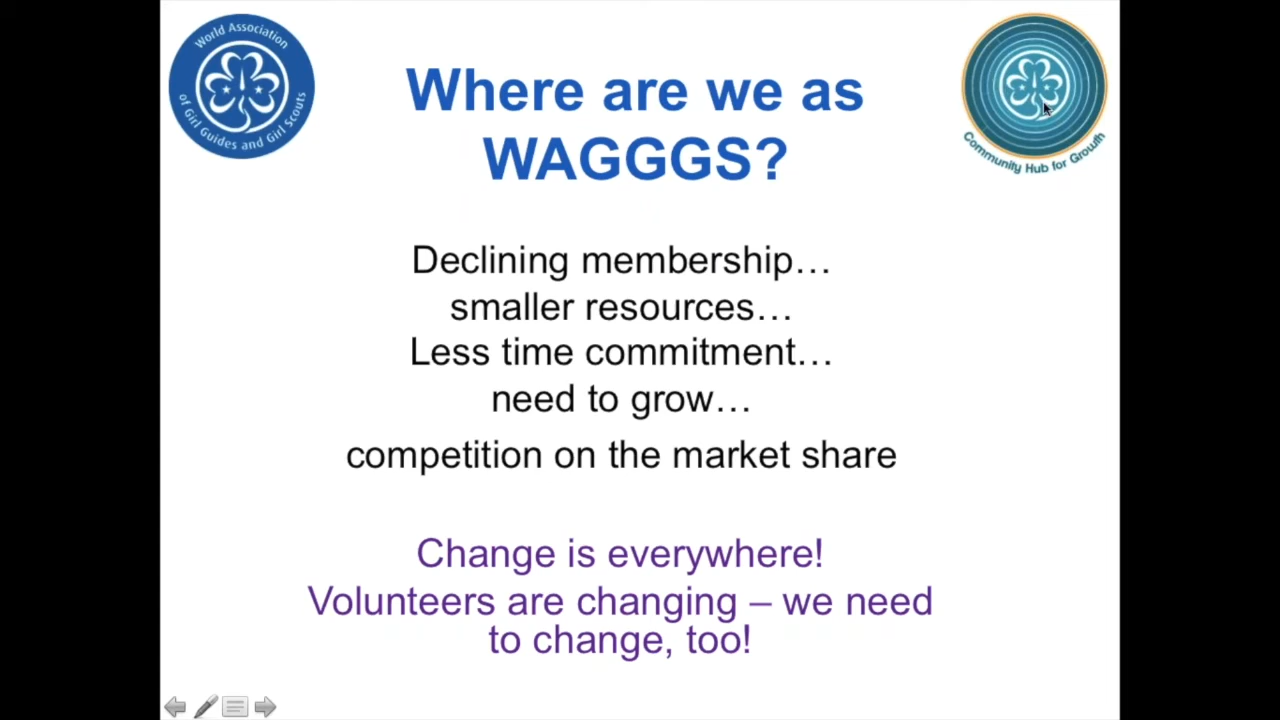 World Association
of Girl Guides and Girl Scouts
Community Hub for Growth
Where are we as
WAGGGS?
Declining membership…
smaller resources…
Less time commitment…
need to grow…
competition on the market share
Change is everywhere!
Volunteers are changing – we need
to change, too!